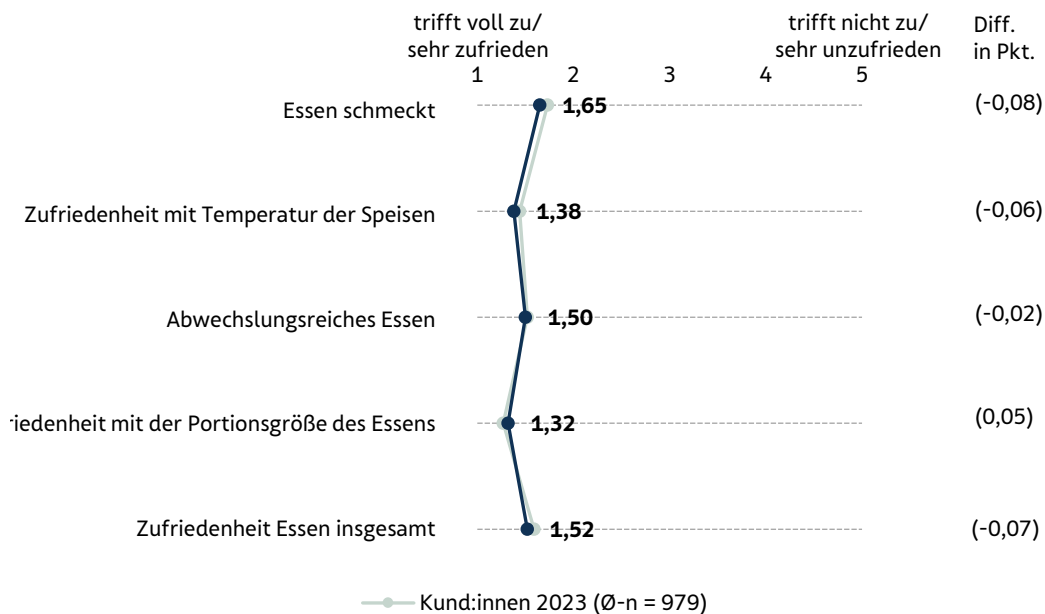 trifft voll zu/ trifft nicht zu/ Diff.
sehr zufrieden sehr unzufrieden in Pkt.
1 2 3 4 5
Essen schmeckt 1,65 (-0,08)
Zufriedenheit mit Temperatur der Speisen 1,38 (-0,06)
Abwechslungsreiches Essen 1,50 (-0,02)
riedenheit mit der Portionsgröße des Essens 1,32 (0,05)
Zufriedenheit Essen insgesamt 1,52 (-0,07)
Kund:innen 2023 (Ø-n = 979)